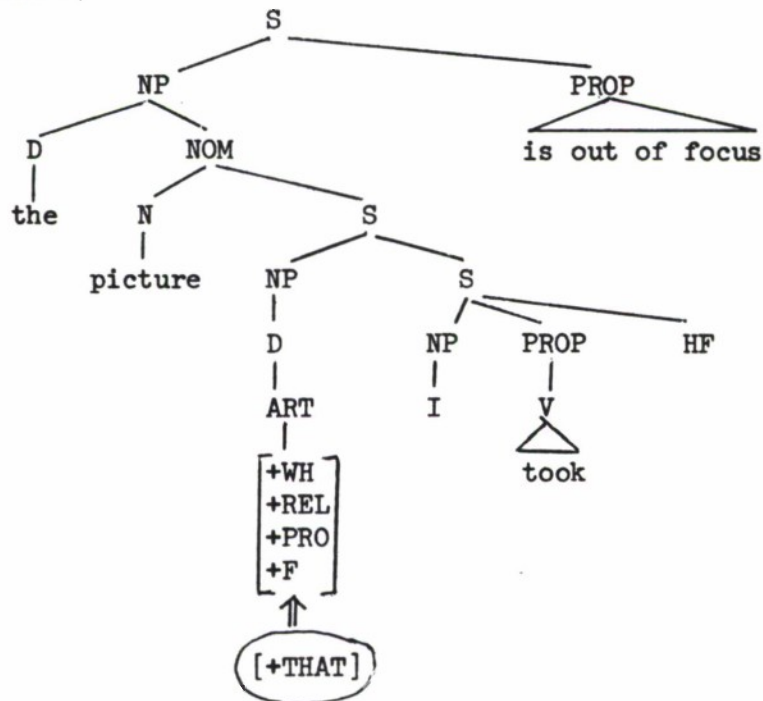 S
NP PROP
D NOM is out of focus
the N S
picture NP S
D NP PROP HF
ART I V
[+WH took
+REL
+PRO
+F]
[+THAT]